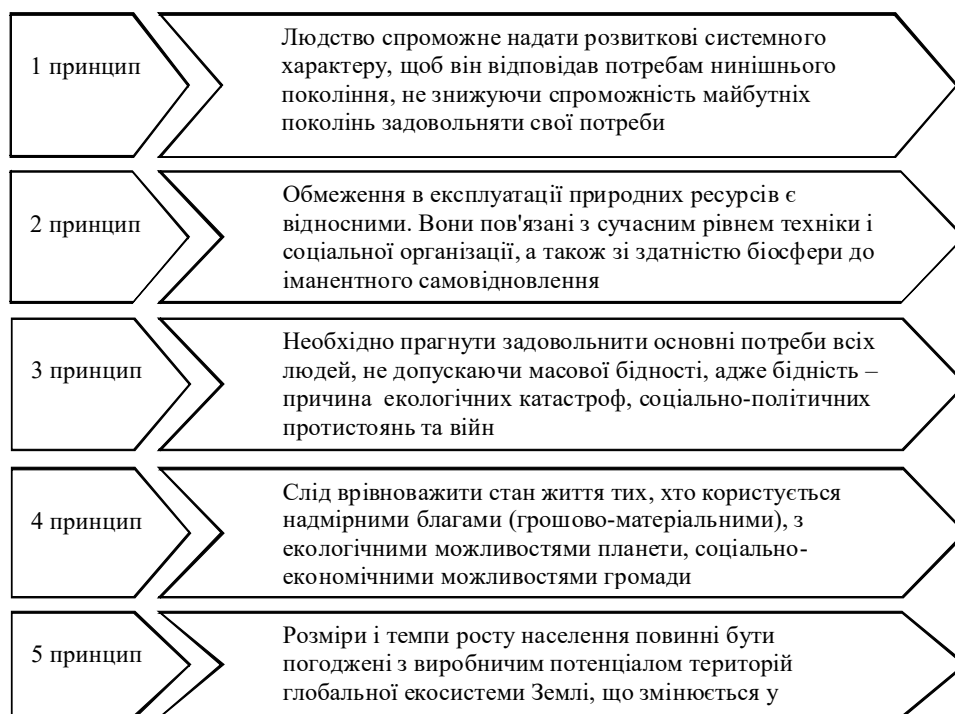 1 принцип
Людство спроможне надати розвиткові системного
характеру, щоб він відповідав потребам нинішнього
покоління, не знижуючи спроможність майбутніх
поколінь задовольняти свої потреби
2 принцип
Обмеження в експлуатації природних ресурсів є
відносними. Вони пов'язані з сучасним рівнем техніки і
соціальної організації, а також зі здатністю біосфери до
іманентного самовідновлення
3 принцип
Необхідно прагнути задовольнити основні потреби всіх
людей, не допускаючи масової бідності, адже бідність –
причина екологічних катастроф, соціально-політичних
протистоянь та війн
4 принцип
Слід врівноважити стан життя тих, хто користується
надмірними благами (грошово-матеріальними), з
екологічними можливостями планети, соціально-
економічними можливостями громади
5 принцип
Розміри і темпи росту населення повинні бути
погоджені з виробничим потенціалом територій
глобальної екосистеми Землі, що змінюється у